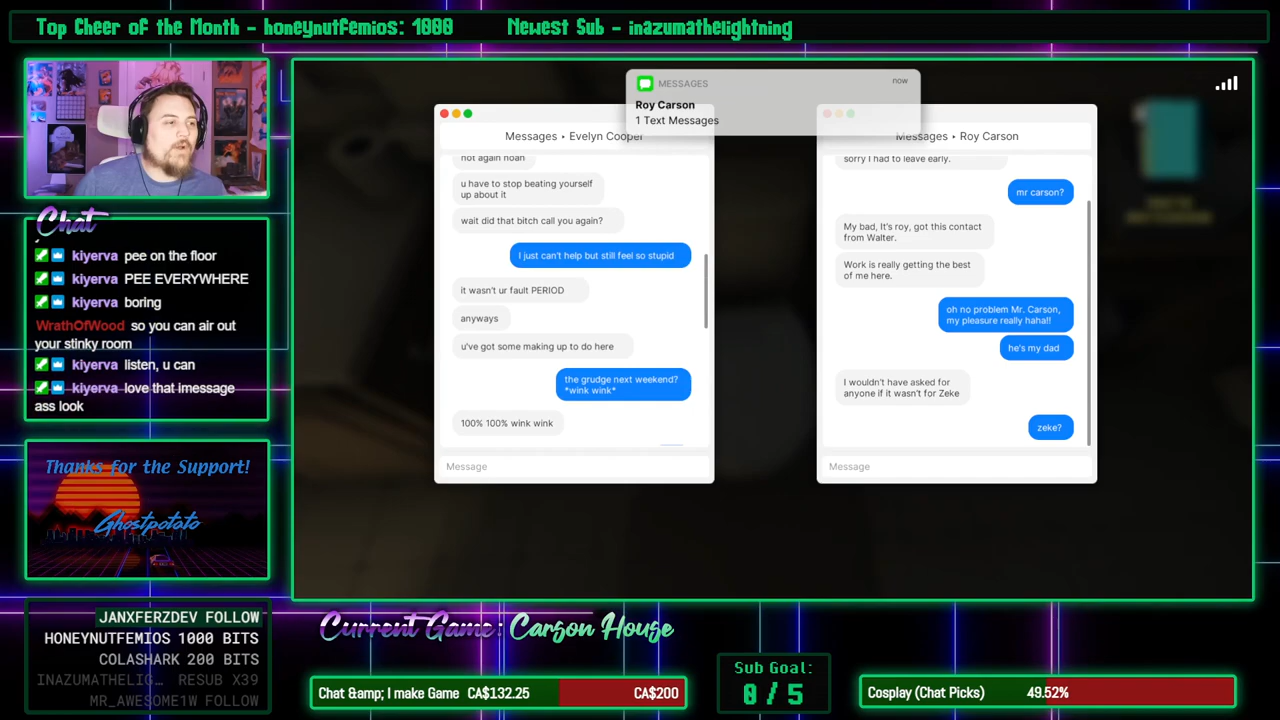 Top Cheer of the Month - honeynutfemios: 1000
Newest Sub - inazumathelightning
Chat
kiyerva pee on the floor
kiyerva PEE EVERYWHERE
kiyerva boring
WrathOfWood so you can air out
your stinky room
kiyerva listen, u can
kiyerva love that imessage
ass look
Thanks for the Support!
Ghostpotato
JANXFERZDEV FOLLOW
HONEYNUTFEMIOS 1000 BITS
COLASHARK 200 BITS
INAZUMATHELIG... RESUB X39
MR_AWESOME1W FOLLOW
MESSAGES
now
Roy Carson
1 Text Messages
Messages ‣ Evelyn Cooper
not again noah
u have to stop beating yourself
up about it
wait did that bitch call you again?
I just can't help but still feel so stupid
it wasn't ur fault PERIOD
anyways
u've got some making up to do here
the grudge next weekend?
*wink wink*
100% 100% wink wink
Message
Messages ‣ Roy Carson
sorry I had to leave early.
mr carson?
My bad, It's roy, got this contact
from Walter.
Work is really getting the best
of me here.
oh no problem Mr. Carson,
my pleasure really haha!!
he's my dad
I wouldn't have asked for
anyone if it wasn't for Zeke
zeke?
Message
Current Game: Carson House
Chat &amp; I make Game CA$132.25 CA$200
Sub Goal:
0 / 5
Cosplay (Chat Picks) 49.52%